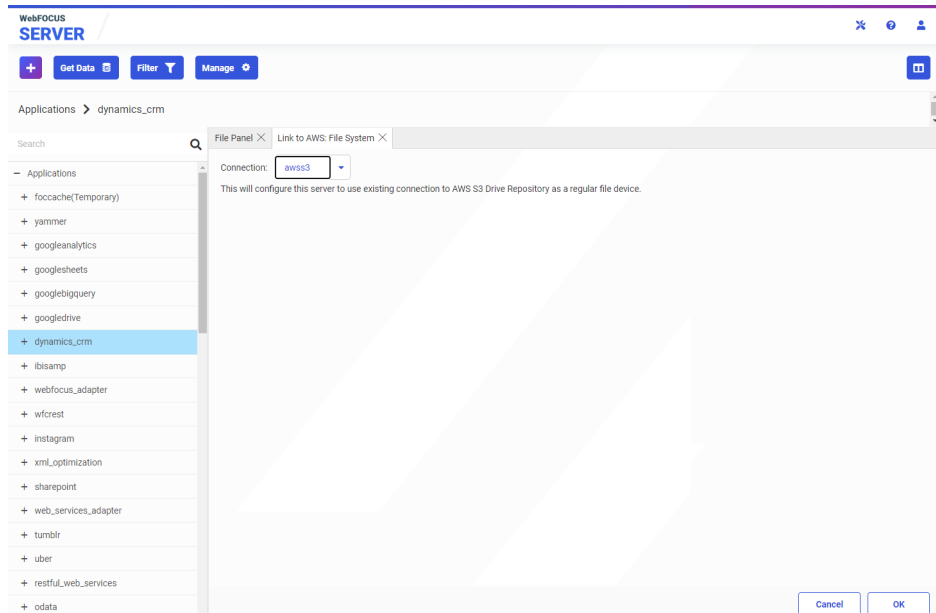 WebFOCUS
SERVER
+ Get Data Filter Manage
Applications > dynamics_crm
Search
File Panel × Link to AWS: File System ×
Connection: awss3
This will configure this server to use existing connection to AWS S3 Drive Repository as a regular file device.
− Applications
+ foccache(Temporary)
+ yammer
+ googleanalytics
+ googlesheets
+ googlebigquery
+ googledrive
+ dynamics_crm
+ ibisamp
+ webfocus_adapter
+ wfcrest
+ instagram
+ xml_optimization
+ sharepoint
+ web_services_adapter
+ tumblr
+ uber
+ restful_web_services
+ odata
Cancel OK